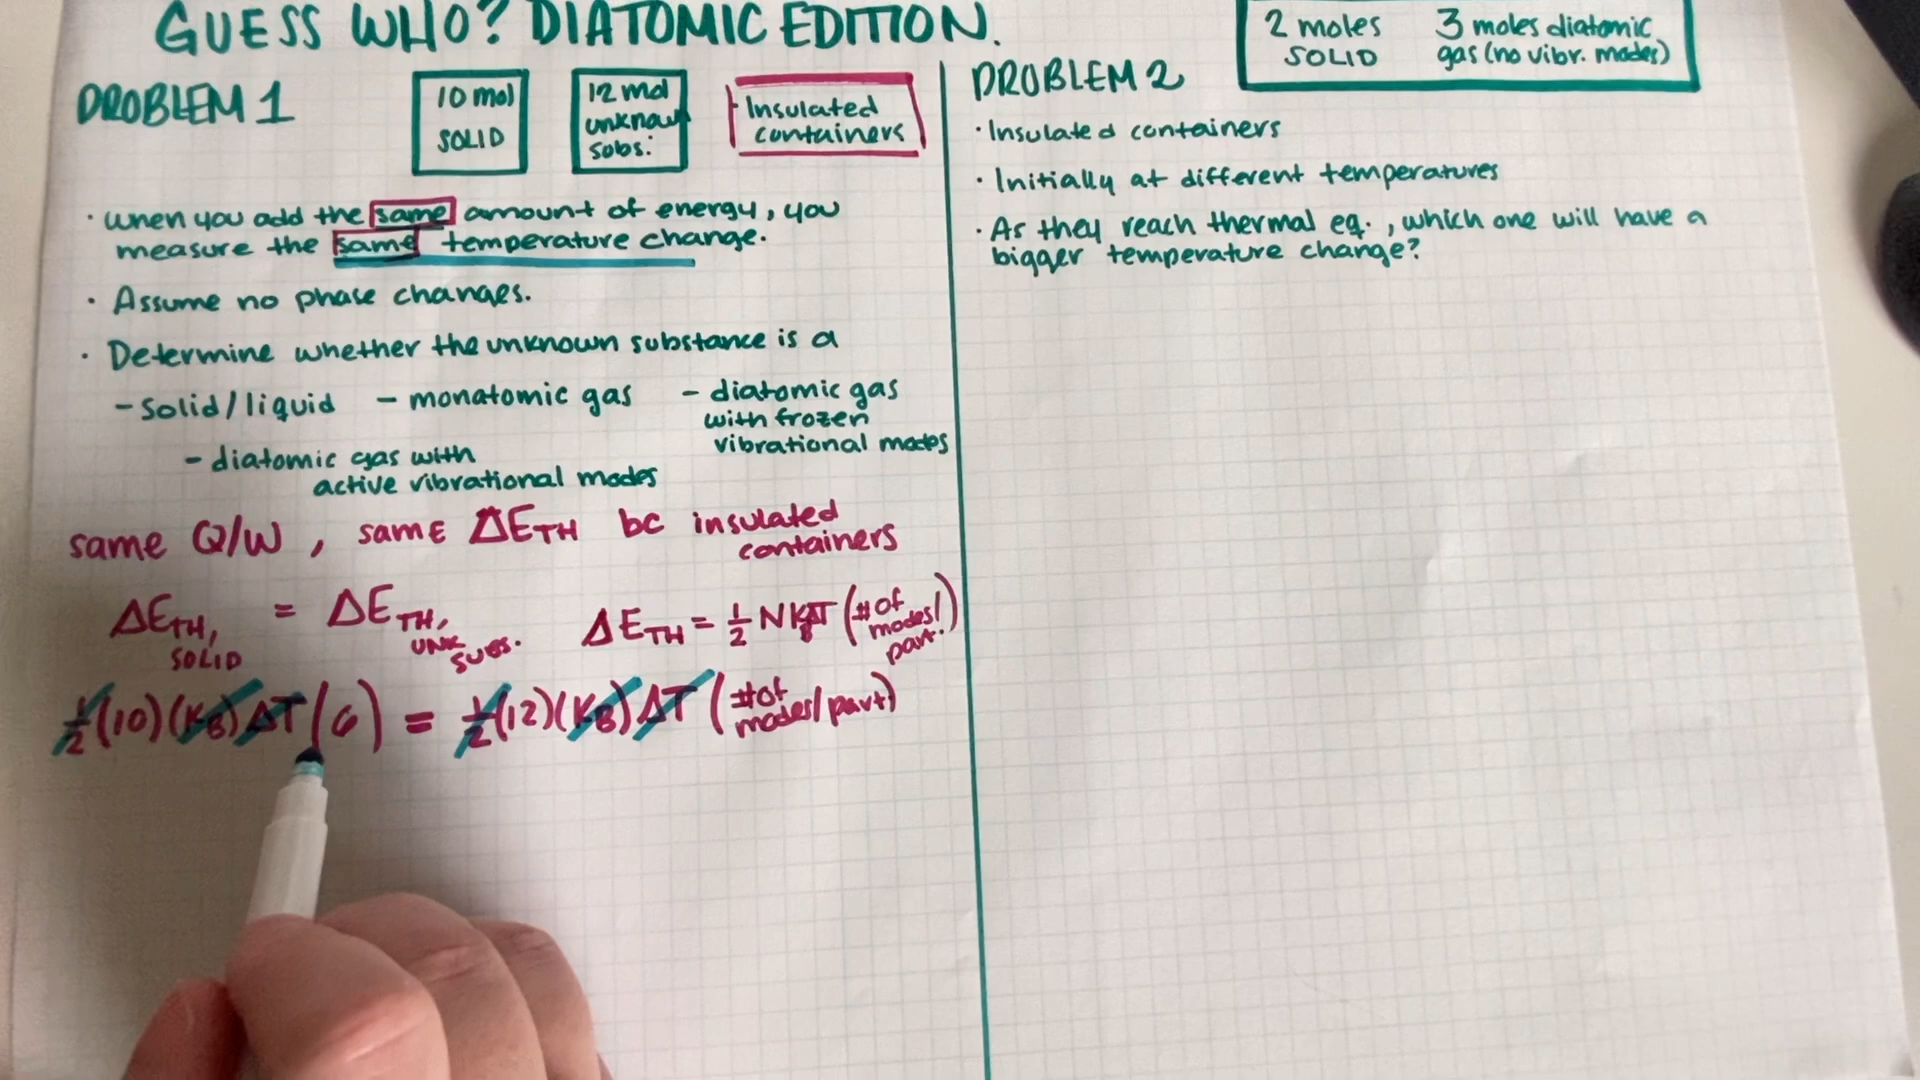 GUESS WHO? DIATOMIC EDITION.
PROBLEM 1
10 mol
SOLID
12 mol
unknown
subs.
Insulated
containers
· When you add the same amount of energy, you
measure the same temperature change.
· Assume no phase changes.
· Determine whether the unknown substance is a
- solid/liquid - monatomic gas - diatomic gas
with frozen
vibrational modes
- diatomic gas with
active vibrational modes
same Q/W, same ΔETH bc insulated
containers
ΔETH, SOLID = ΔETH, UNK SUBS.
ΔETH = 1/2 NKBΔT (# of modes/part.)
1/2(10)(KB)ΔT(6) = 1/2(12)(KB)ΔT(# of modes/part)
2 moles
SOLID
3 moles diatomic
gas (no vibr. modes)
PROBLEM 2
· Insulated containers
· Initially at different temperatures
· As they reach thermal eq., which one will have a
bigger temperature change?